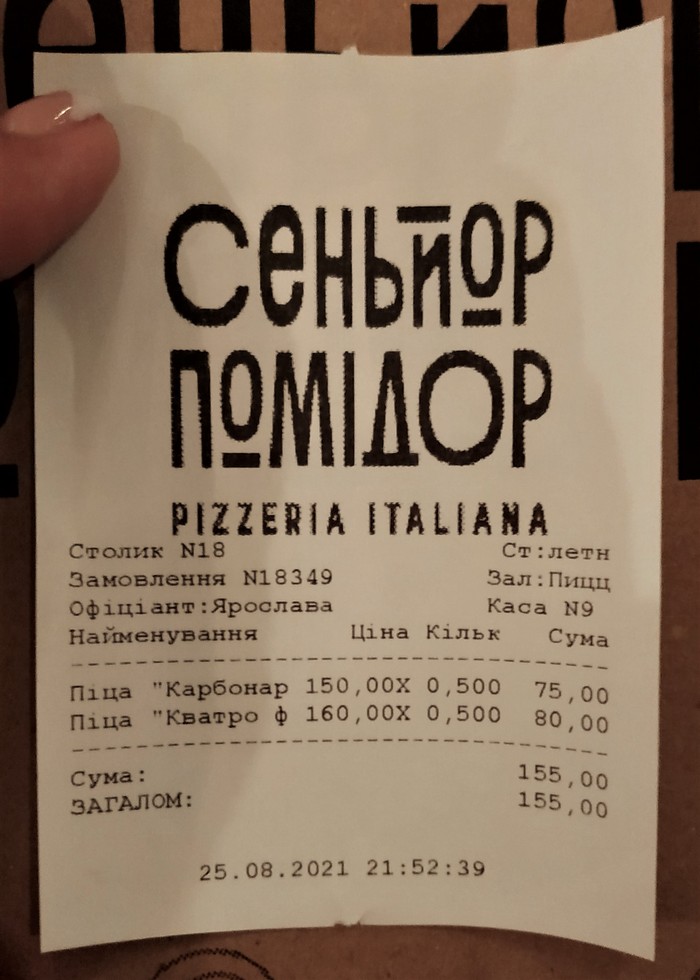 сеньйор
помідор
PIZZERIA ITALIANA
Столик N18 Ст:летн
Замовлення N18349 Зал:Пицц
Офіціант:Ярослава Каса N9
Найменування Ціна Кільк Сума
Піца "Карбонар 150,00X 0,500 75,00
Піца "Кватро ф 160,00X 0,500 80,00
Сума: 155,00
ЗАГАЛОМ: 155,00
25.08.2021 21:52:39